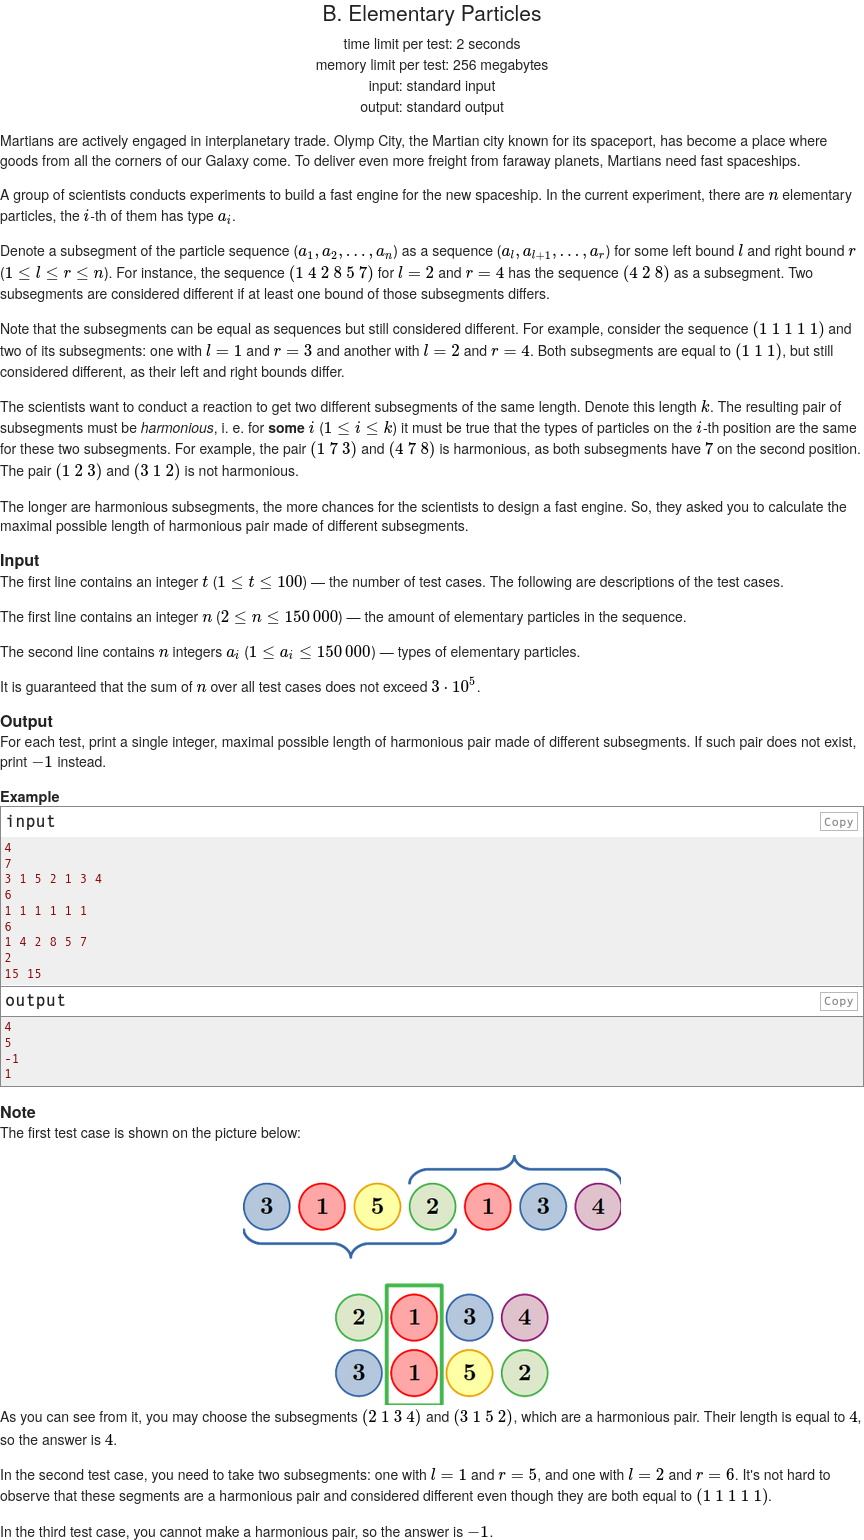 B. Elementary Particles
time limit per test: 2 seconds
memory limit per test: 256 megabytes
input: standard input
output: standard output
Martians are actively engaged in interplanetary trade. Olymp City, the Martian city known for its spaceport, has become a place where
goods from all the corners of our Galaxy come. To deliver even more freight from faraway planets, Martians need fast spaceships.
A group of scientists conducts experiments to build a fast engine for the new spaceship. In the current experiment, there are n elementary
particles, the i-th of them has type a_i.
Denote a subsegment of the particle sequence (a_1, a_2, …, a_n) as a sequence (a_l, a_{l+1}, …, a_r) for some left bound l and right bound r
(1 ≤ l ≤ r ≤ n). For instance, the sequence (1 4 2 8 5 7) for l = 2 and r = 4 has the sequence (4 2 8) as a subsegment. Two
subsegments are considered different if at least one bound of those subsegments differs.
Note that the subsegments can be equal as sequences but still considered different. For example, consider the sequence (1 1 1 1 1) and
two of its subsegments: one with l = 1 and r = 3 and another with l = 2 and r = 4. Both subsegments are equal to (1 1 1), but still
considered different, as their left and right bounds differ.
The scientists want to conduct a reaction to get two different subsegments of the same length. Denote this length k. The resulting pair of
subsegments must be harmonious, i. e. for some i (1 ≤ i ≤ k) it must be true that the types of particles on the i-th position are the same
for these two subsegments. For example, the pair (1 7 3) and (4 7 8) is harmonious, as both subsegments have 7 on the second position.
The pair (1 2 3) and (3 1 2) is not harmonious.
The longer are harmonious subsegments, the more chances for the scientists to design a fast engine. So, they asked you to calculate the
maximal possible length of harmonious pair made of different subsegments.
Input
The first line contains an integer t (1 ≤ t ≤ 100) — the number of test cases. The following are descriptions of the test cases.
The first line contains an integer n (2 ≤ n ≤ 150 000) — the amount of elementary particles in the sequence.
The second line contains n integers a_i (1 ≤ a_i ≤ 150 000) — types of elementary particles.
It is guaranteed that the sum of n over all test cases does not exceed 3 · 10^5.
Output
For each test, print a single integer, maximal possible length of harmonious pair made of different subsegments. If such pair does not exist,
print −1 instead.
Example
input Copy
4
7
3 1 5 2 1 3 4
6
1 1 1 1 1 1
6
1 4 2 8 5 7
2
15 15
output Copy
4
5
-1
1
Note
The first test case is shown on the picture below:
3 1 5 2 1 3 4
2 1 3 4
3 1 5 2
As you can see from it, you may choose the subsegments (2 1 3 4) and (3 1 5 2), which are a harmonious pair. Their length is equal to 4,
so the answer is 4.
In the second test case, you need to take two subsegments: one with l = 1 and r = 5, and one with l = 2 and r = 6. It's not hard to
observe that these segments are a harmonious pair and considered different even though they are both equal to (1 1 1 1 1).
In the third test case, you cannot make a harmonious pair, so the answer is −1.